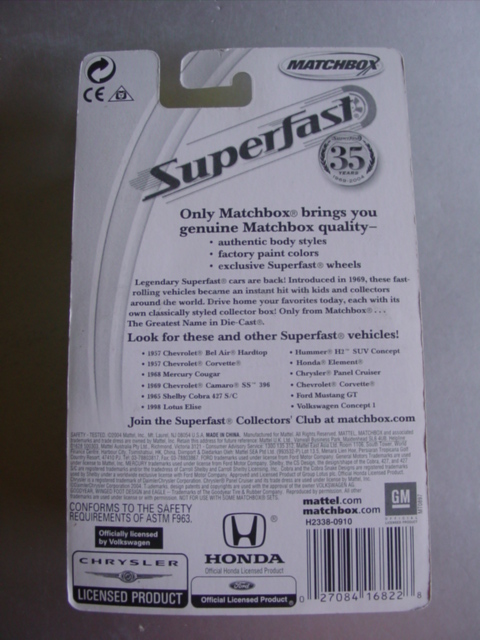 MATCHBOX
CE
Superfast
35
YEARS
1969-2004
Only Matchbox® brings you
genuine Matchbox quality–
• authentic body styles
• factory paint colors
• exclusive Superfast® wheels
Legendary Superfast® cars are back! Introduced in 1969, these fast-
rolling vehicles became an instant hit with kids and collectors
around the world. Drive home your favorites today, each with its
own classically styled collector box! Only from Matchbox® . . .
The Greatest Name in Die-Cast®.
Look for these and other Superfast® vehicles!
• 1957 Chevrolet® Bel Air® Hardtop
• 1957 Chevrolet® Corvette®
• 1968 Mercury Cougar
• 1969 Chevrolet® Camaro® SS™ 396
• 1965 Shelby Cobra 427 S/C
• 1998 Lotus Elise
• Hummer® H2™ SUV Concept
• Honda® Element®
• Chrysler® Panel Cruiser
• Chevrolet® Corvette®
• Ford Mustang GT
• Volkswagen Concept 1
Join the Superfast® Collectors' Club at matchbox.com
CONFORMS TO THE SAFETY
REQUIREMENTS OF ASTM F963.
mattel.com
matchbox.com
H2338-0910
GM
Officially licensed
by Volkswagen
CHRYSLER
LICENSED PRODUCT
HONDA
Official Honda Licensed Product
Ford
Official Licensed Product
0 27084 16822 8